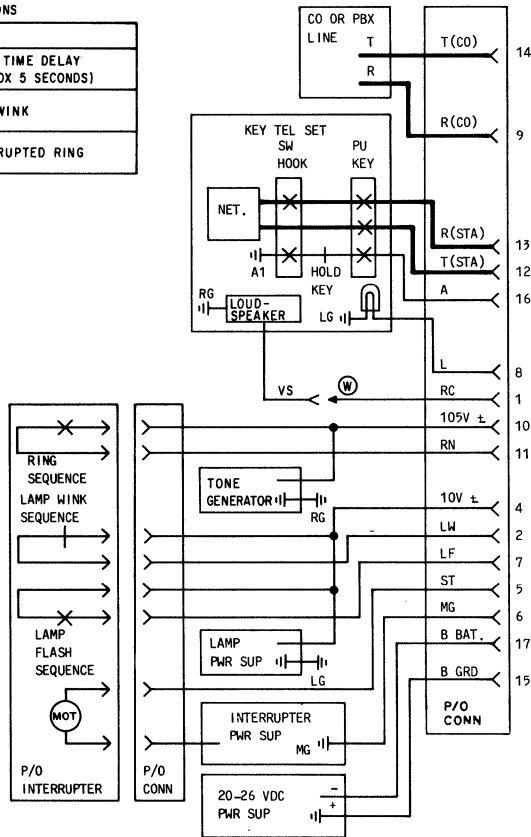 ONS
TIME DELAY
OX 5 SECONDS)
WINK
RUPTED RING
CO OR PBX
LINE
T
R
T(CO)
14
R(CO)
9
KEY TEL SET
SW
HOOK
PU
KEY
NET.
R(STA)
13
T(STA)
12
A1
HOLD
KEY
A
16
RG
LOUD-
SPEAKER
LG
L
8
VS
W
RC
1
105V ±
10
RN
11
RING
SEQUENCE
LAMP WINK
SEQUENCE
TONE
GENERATOR
RG
10V ±
4
LW
2
LF
7
ST
5
MG
6
LAMP
FLASH
SEQUENCE
LAMP
PWR SUP
LG
B BAT.
17
B GRD
15
MOT
INTERRUPTER
PWR SUP
MG
P/O
CONN
P/O
INTERRUPTER
P/O
CONN
20-26 VDC
PWR SUP
-
+